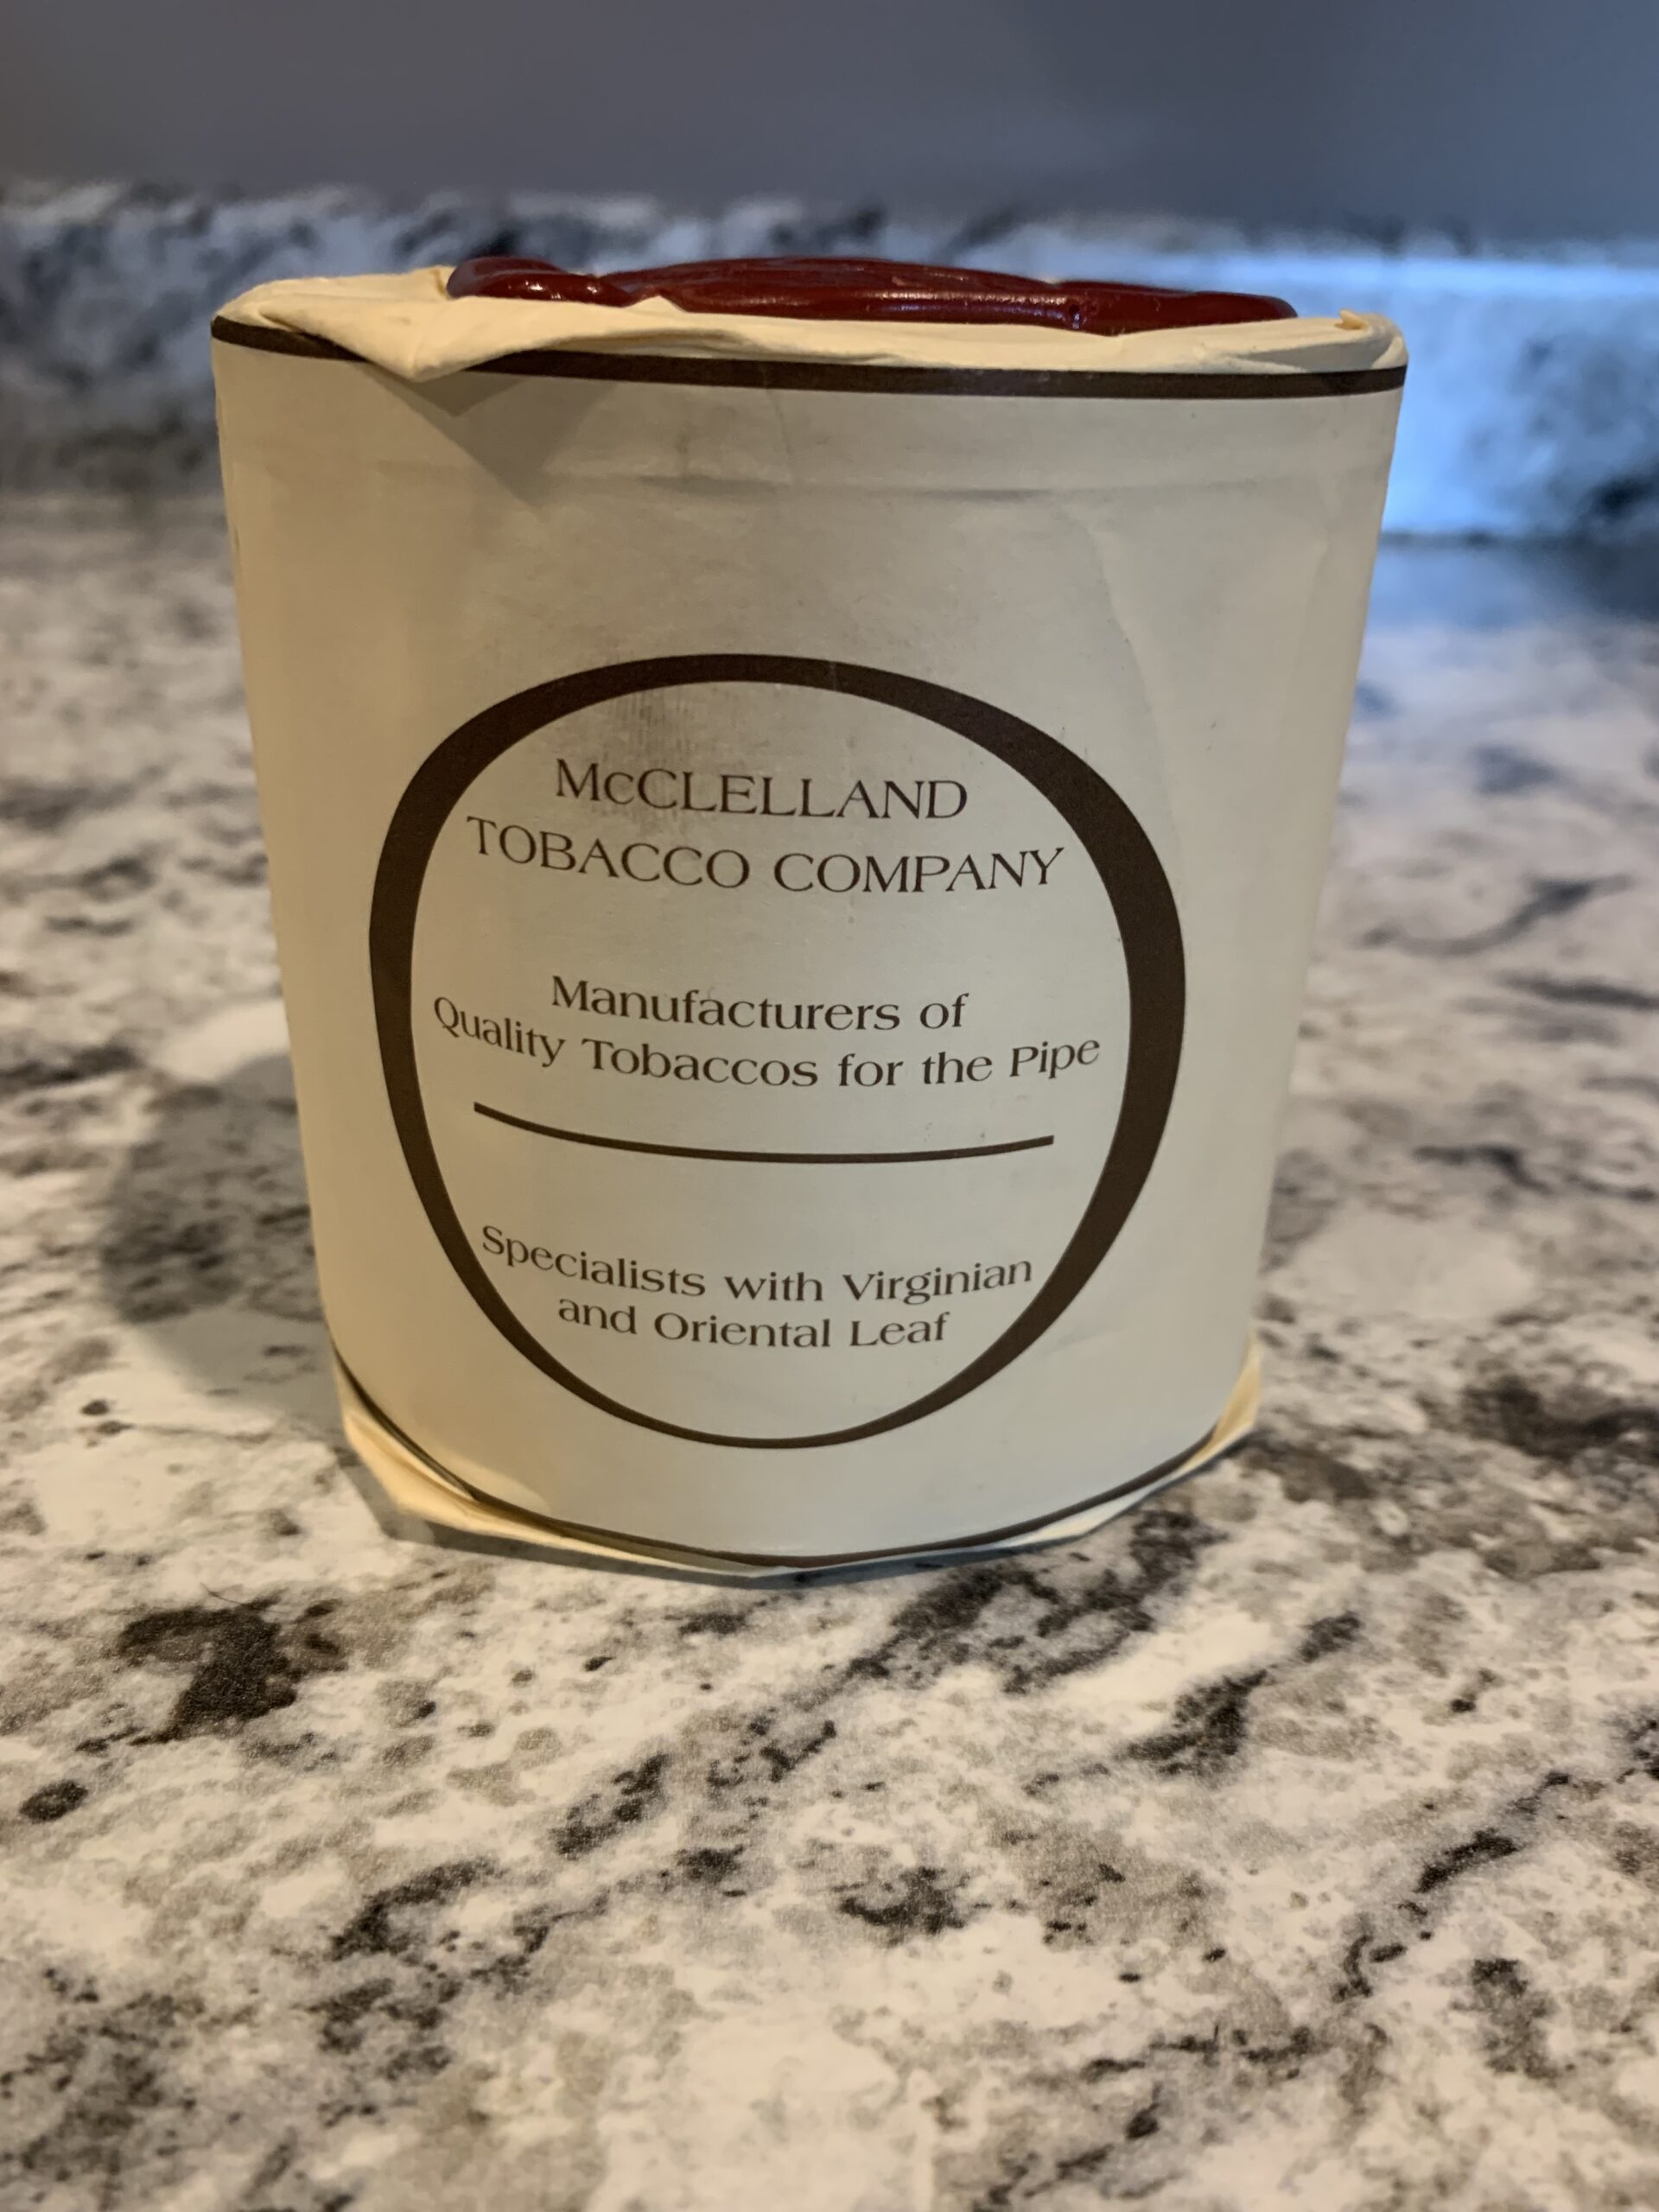 McCLELLAND
TOBACCO COMPANY
Manufacturers of
Quality Tobaccos for the Pipe
Specialists with Virginian
and Oriental Leaf